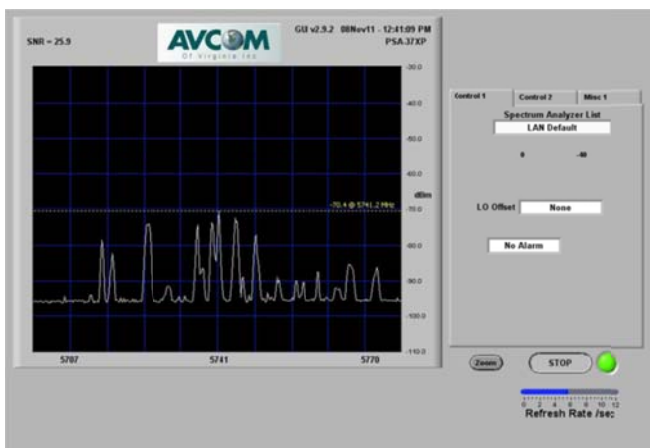 SNR = 25.9
AVCOM
Of Virginia Inc
GUI v2.9.2 08Nov11 - 12:41:09 PM
PSA-37XP
-30.0
-40.0
-50.0
-60.0
dBm
-70.0
-80.0
-90.0
-100.0
-110.0
-70.4 @ 5741.2 MHz
5707
5741
5770
Control 1
Control 2
Misc 1
Spectrum Analyzer List
LAN Default
0
-40
LO Offset
None
No Alarm
Zoom
STOP
0 2 4 6 8 10 12
Refresh Rate /sec